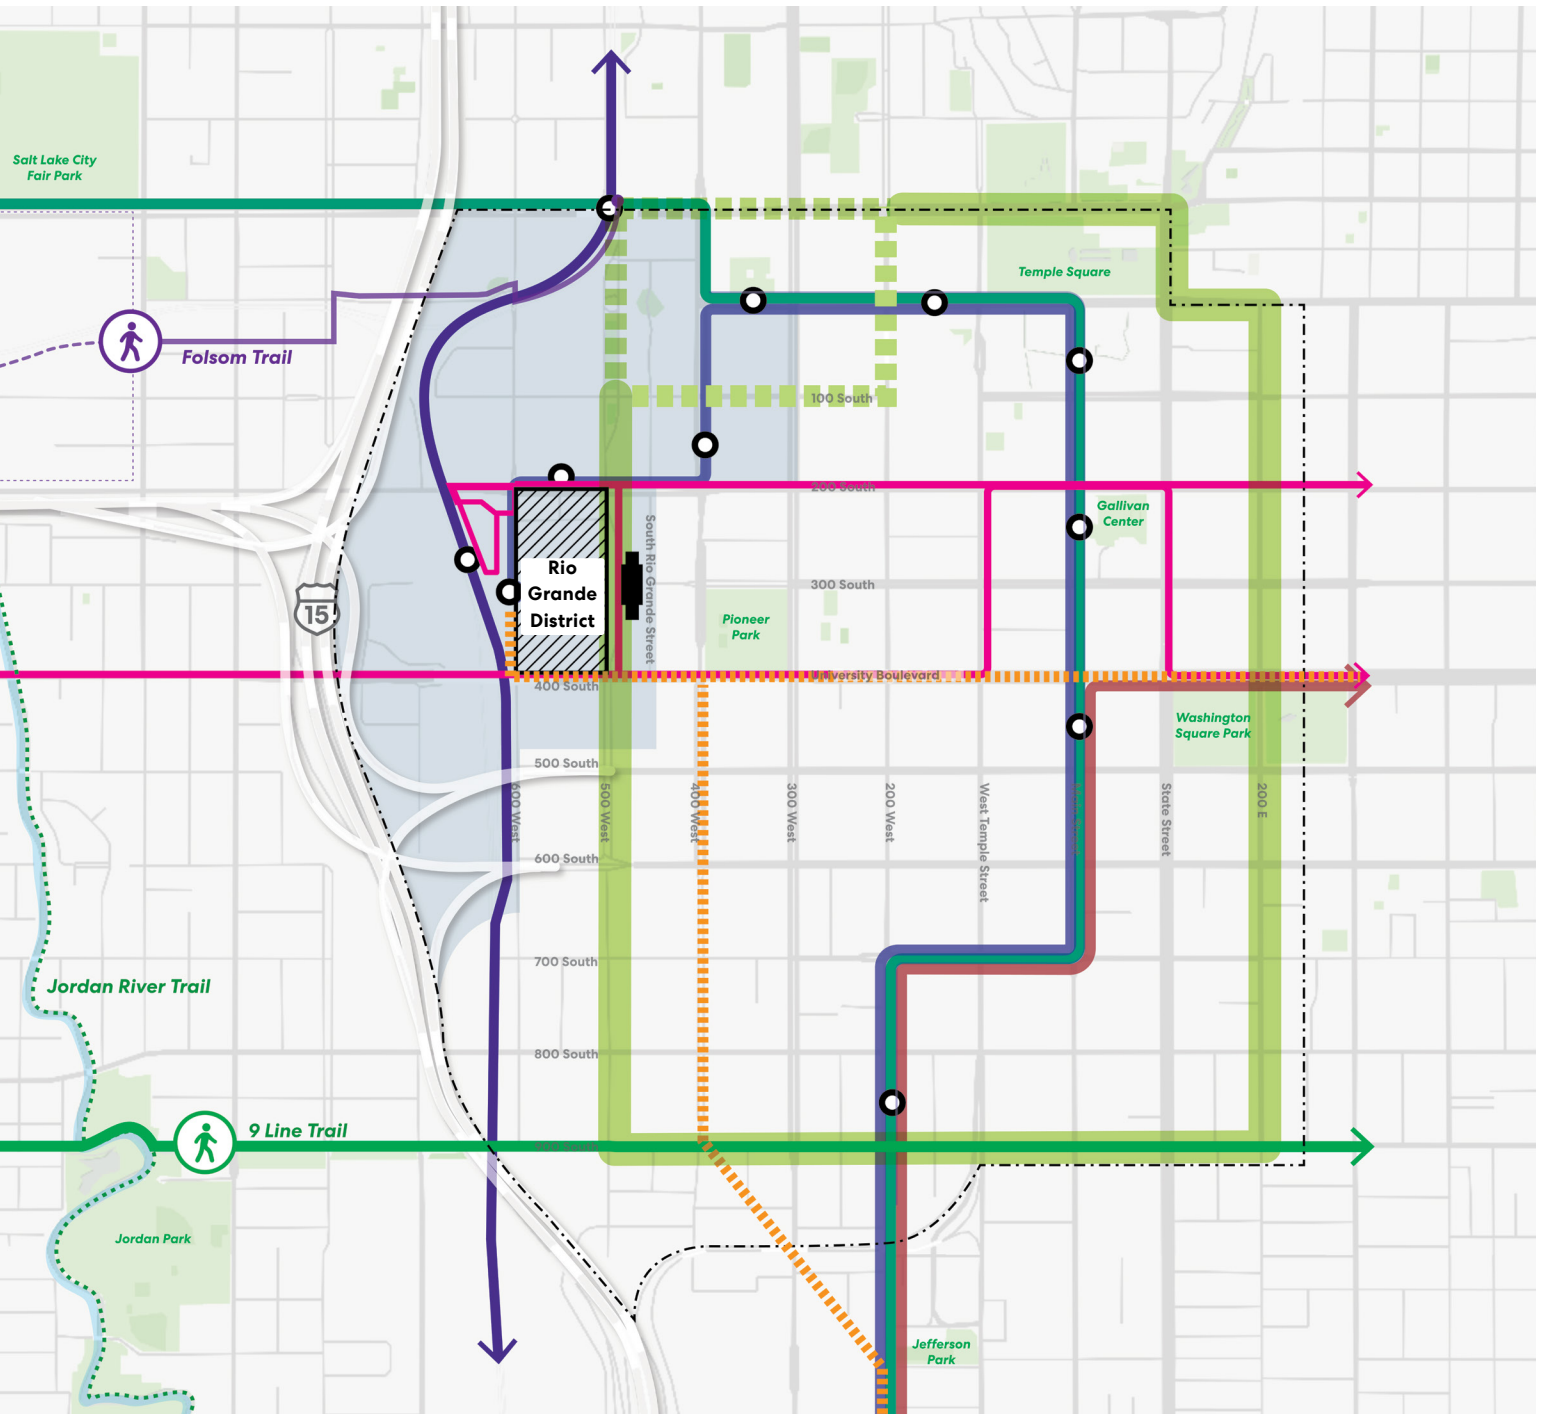 Salt Lake City
Fair Park
Temple Square
Folsom Trail
100 South
200 South
Gallivan
Center
South Rio Grande Street
Rio
Grande
District
300 South
15
Pioneer
Park
University Boulevard
400 South
Washington
Square Park
500 South
600 West
500 West
400 West
300 West
200 West
West Temple Street
State Street
200 E
600 South
700 South
Jordan River Trail
800 South
9 Line Trail
900 South
Jordan Park
Jefferson
Park